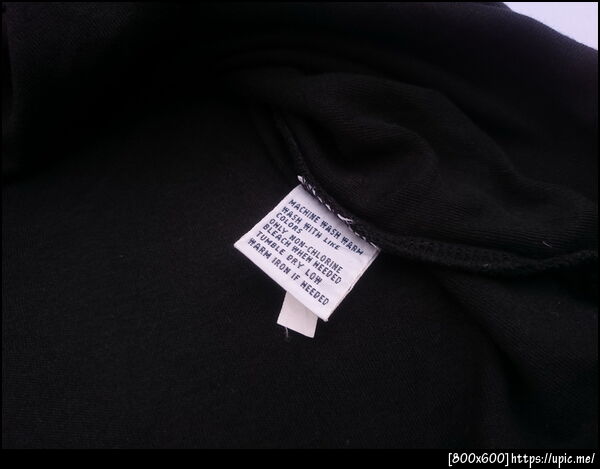 MACHINE WASH WARM
WASH WITH LIKE
COLORS
ONLY NON-CHLORINE
BLEACH WHEN NEEDED
TUMBLE DRY LOW
WARM IRON IF NEEDED
[800x600]https://upic.me/